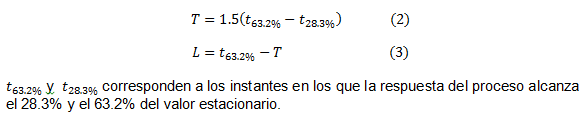 T = 1.5(t63.2% − t28.3%) (2)
L = t63.2% − T (3)
t63.2% y t28.3% corresponden a los instantes en los que la respuesta del proceso alcanza
el 28.3% y el 63.2% del valor estacionario.